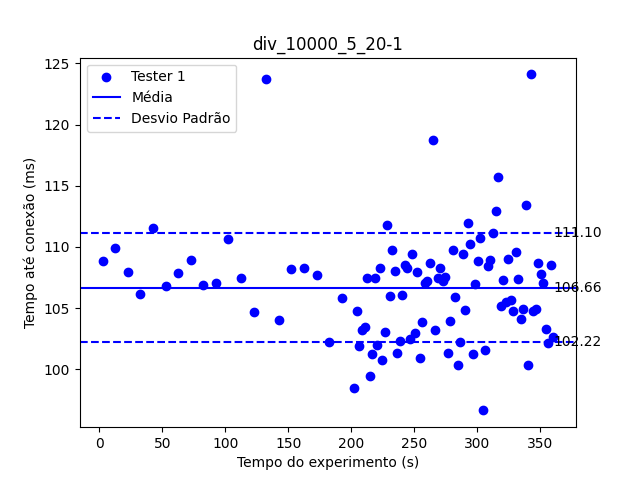 div_10000_5_20-1
Tester 1
Média
Desvio Padrão
Tempo até conexão (ms)
125
120
115
110
105
100
111.10
106.66
102.22
0
50
100
150
200
250
300
350
Tempo do experimento (s)